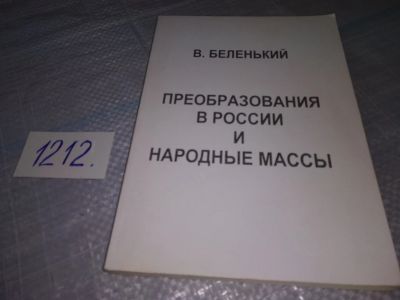 В. БЕЛЕНЬКИЙ
ПРЕОБРАЗОВАНИЯ
В РОССИИ
И
НАРОДНЫЕ МАССЫ
1212.